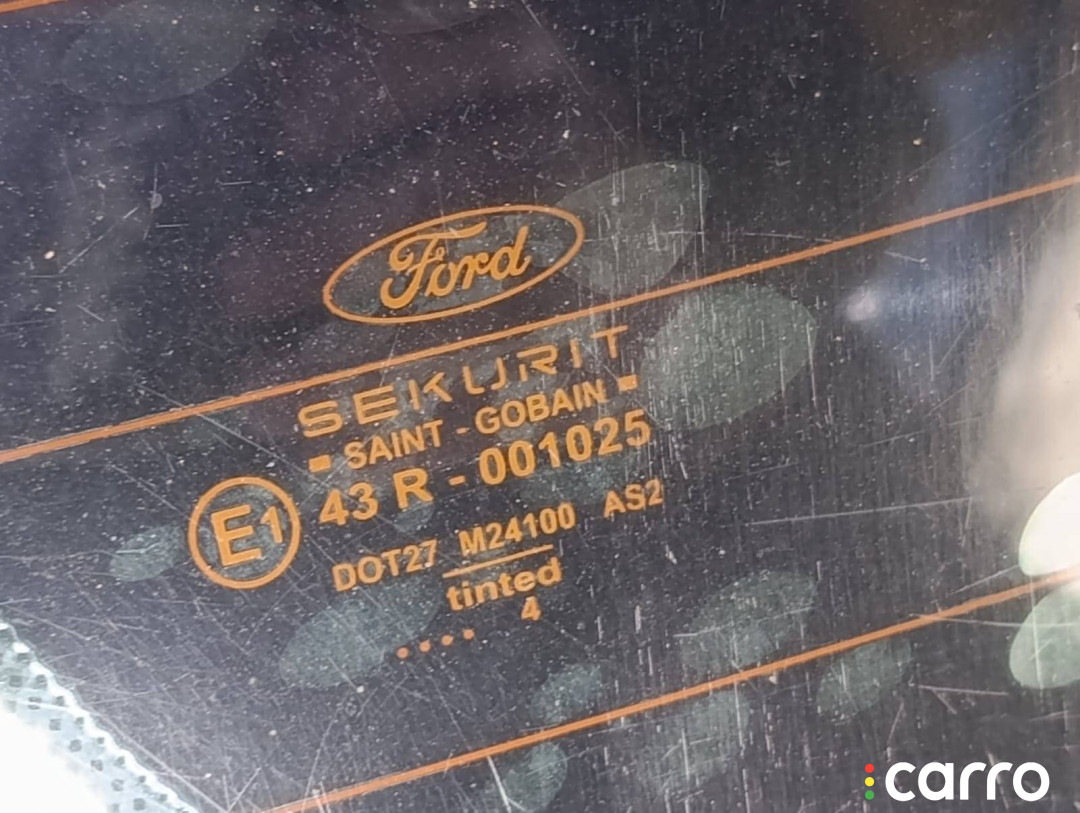 Ford
SEKURIT
SAINT - GOBAIN
E1
43 R - 001025
DOT27 M24100 AS2
tinted
.... 4
carro